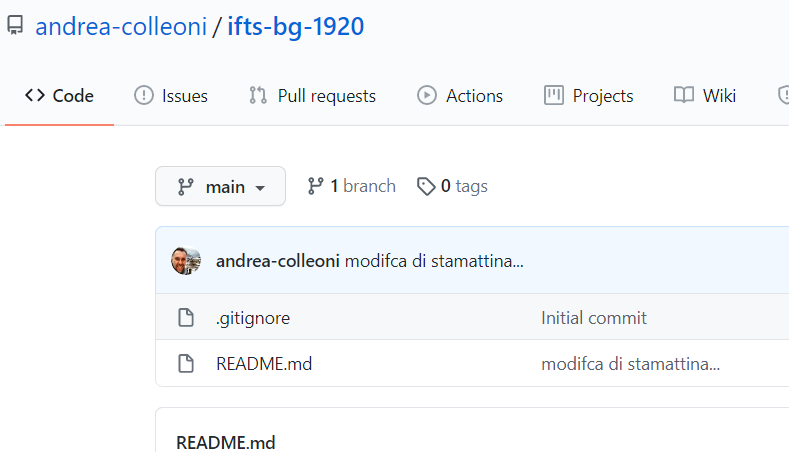 andrea-colleoni / ifts-bg-1920
Code Issues Pull requests Actions Projects Wiki
main 1 branch 0 tags
andrea-colleoni modifca di stamattina...
.gitignore Initial commit
README.md modifca di stamattina...
README.md